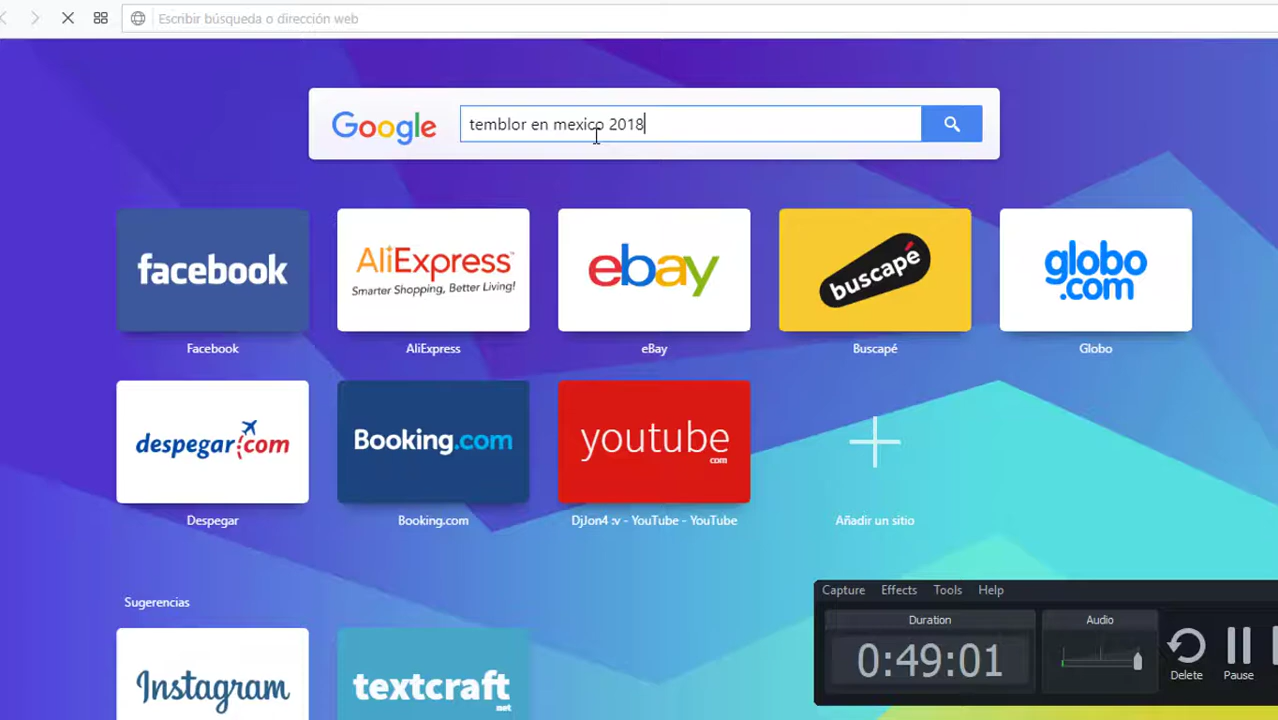 Escribir búsqueda o dirección web
Google
temblor en mexico 2018
facebook
AliExpress™
Smarter Shopping, Better Living!
ebay
buscapé
globo
.com
Facebook
AliExpress
eBay
Buscapé
Globo
despegar.com
Booking.com
youtube
com
Despegar
Booking.com
DjJon4 :v - YouTube - YouTube
Añadir un sitio
Sugerencias
Instagram
textcraft
.net
Capture Effects Tools Help
Duration
Audio
0:49:01
Delete
Pause